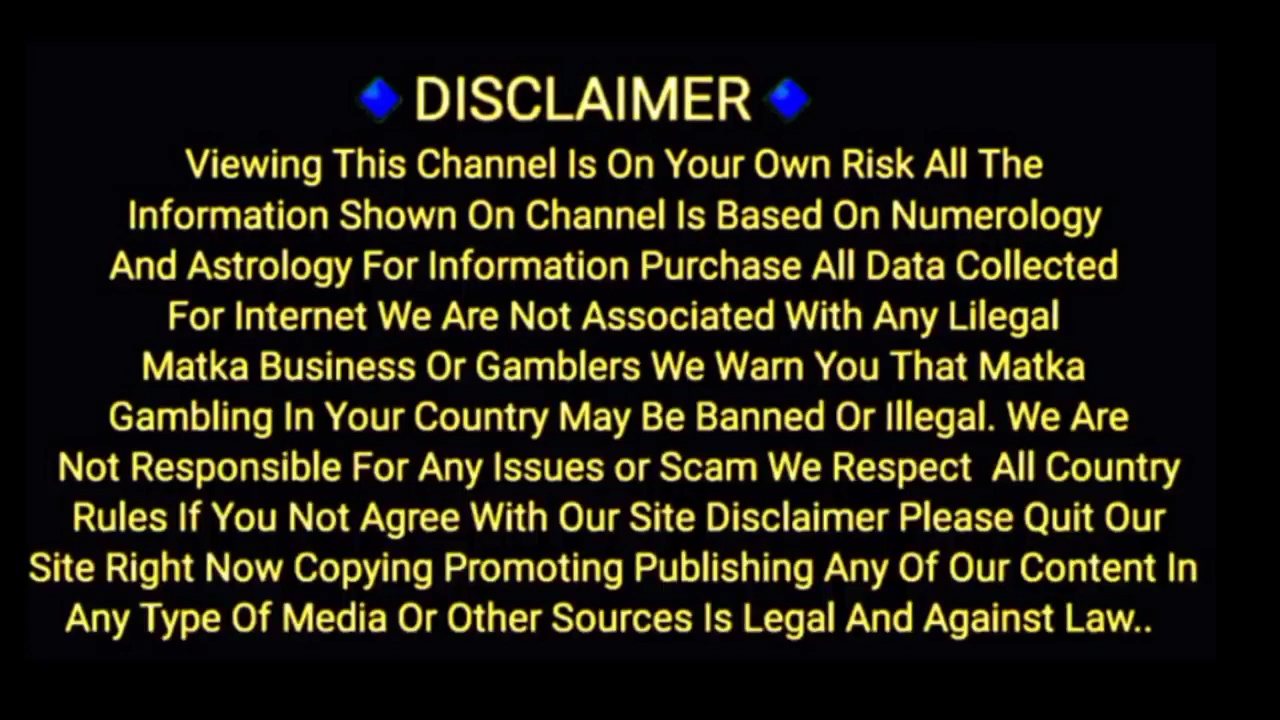 🔹DISCLAIMER🔹
Viewing This Channel Is On Your Own Risk All The
Information Shown On Channel Is Based On Numerology
And Astrology For Information Purchase All Data Collected
For Internet We Are Not Associated With Any Lilegal
Matka Business Or Gamblers We Warn You That Matka
Gambling In Your Country May Be Banned Or Illegal. We Are
Not Responsible For Any Issues or Scam We Respect  All Country
Rules If You Not Agree With Our Site Disclaimer Please Quit Our
Site Right Now Copying Promoting Publishing Any Of Our Content In
Any Type Of Media Or Other Sources Is Legal And Against Law..